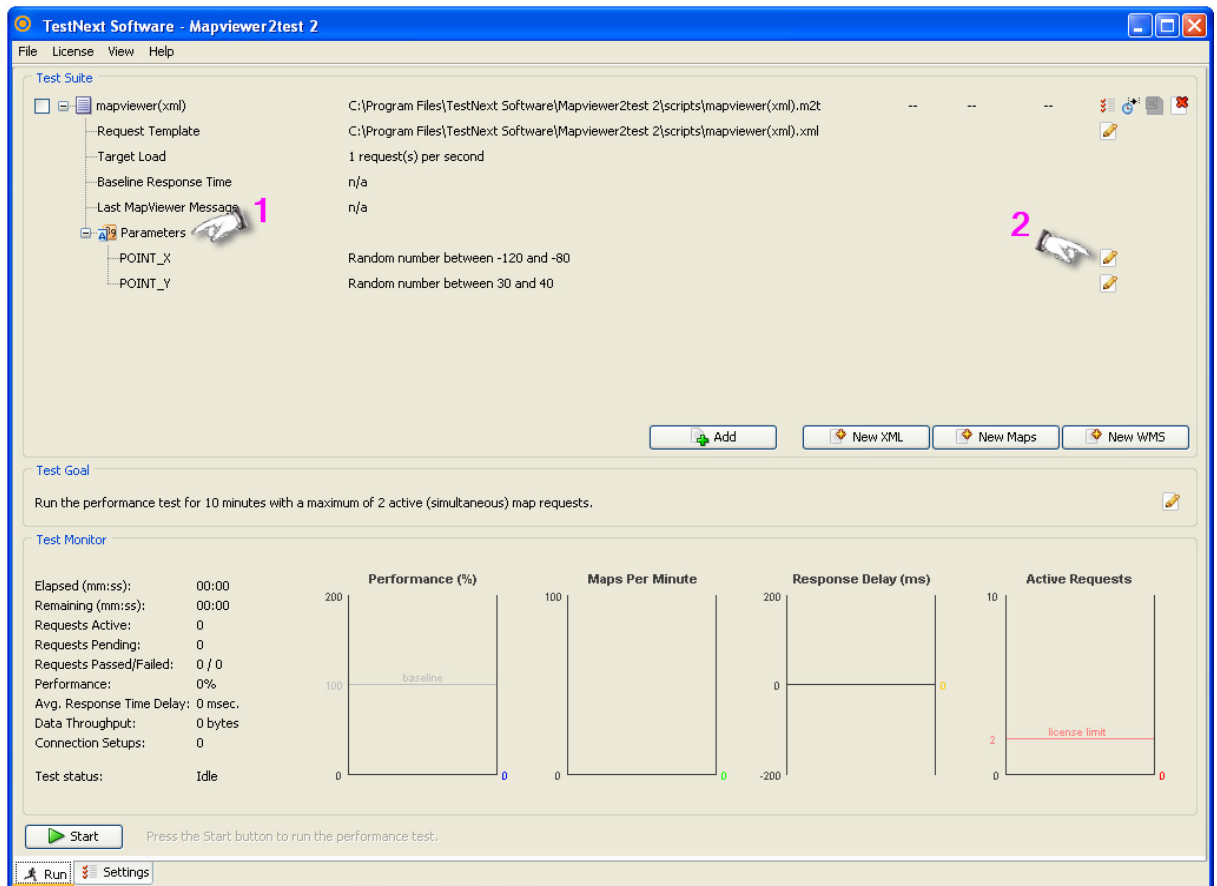 TestNext Software - Mapviewer2test 2
File License View Help
Test Suite
mapviewer(xml) C:\Program Files\TestNext Software\Mapviewer2test 2\scripts\mapviewer(xml).m2t -- -- --
Request Template C:\Program Files\TestNext Software\Mapviewer2test 2\scripts\mapviewer(xml).xml
Target Load 1 request(s) per second
Baseline Response Time n/a
Last MapViewer Message n/a
1
Parameters
2
POINT_X Random number between -120 and -80
POINT_Y Random number between 30 and 40
Add New XML New Maps New WMS
Test Goal
Run the performance test for 10 minutes with a maximum of 2 active (simultaneous) map requests.
Test Monitor
Elapsed (mm:ss): 00:00
Remaining (mm:ss): 00:00
Requests Active: 0
Requests Pending: 0
Requests Passed/Failed: 0 / 0
Performance: 0%
Avg. Response Time Delay: 0 msec.
Data Throughput: 0 bytes
Connection Setups: 0
Test status: Idle
Performance (%)
200
100 baseline
0 0
Maps Per Minute
100
0 0
Response Delay (ms)
200
0 0
-200
Active Requests
10
2 license limit
0 0
Start Press the Start button to run the performance test.
Run Settings